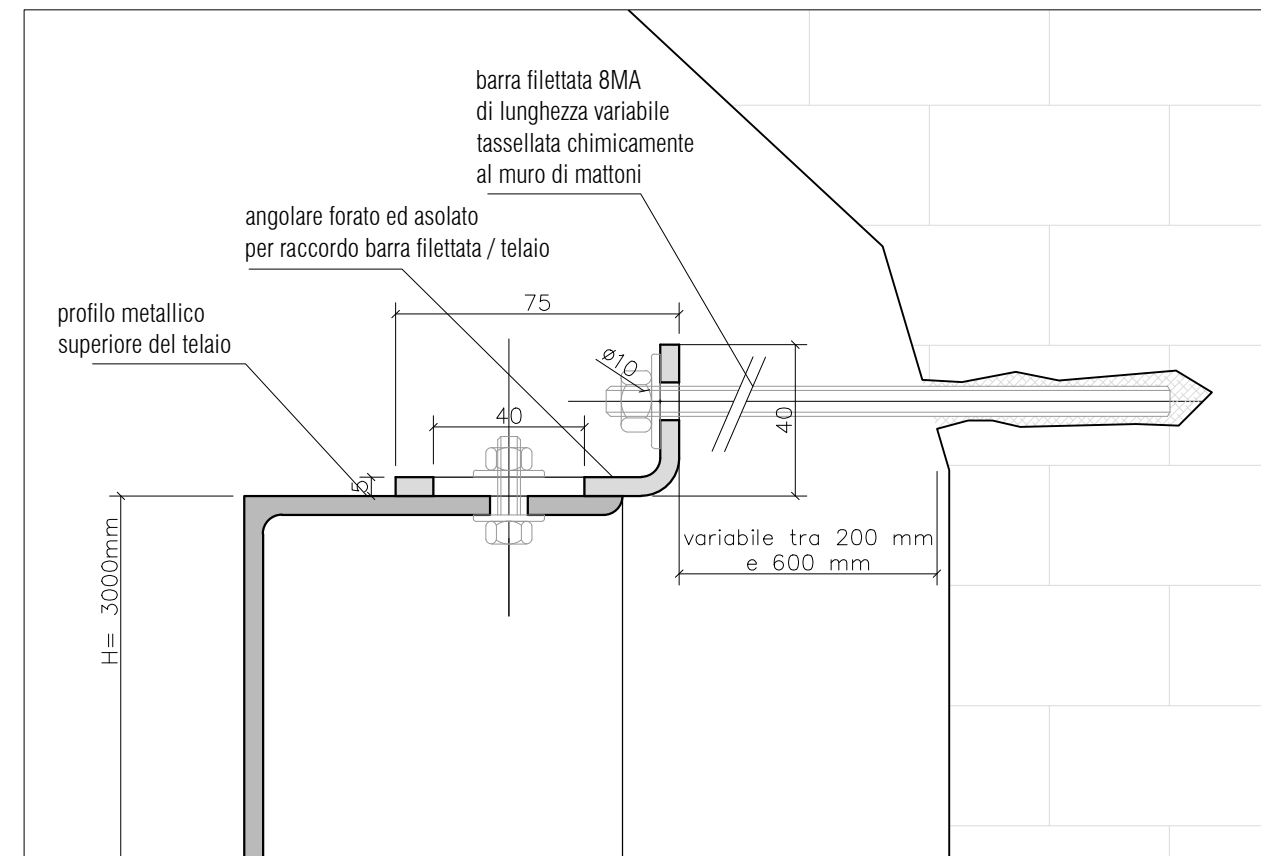 barra filettata 8MA
di lunghezza variabile
tassellata chimicamente
al muro di mattoni
angolare forato ed asolato
per raccordo barra filettata / telaio
profilo metallico
superiore del telaio
75
ø10
40
40
5
variabile tra 200 mm
e 600 mm
H= 3000mm